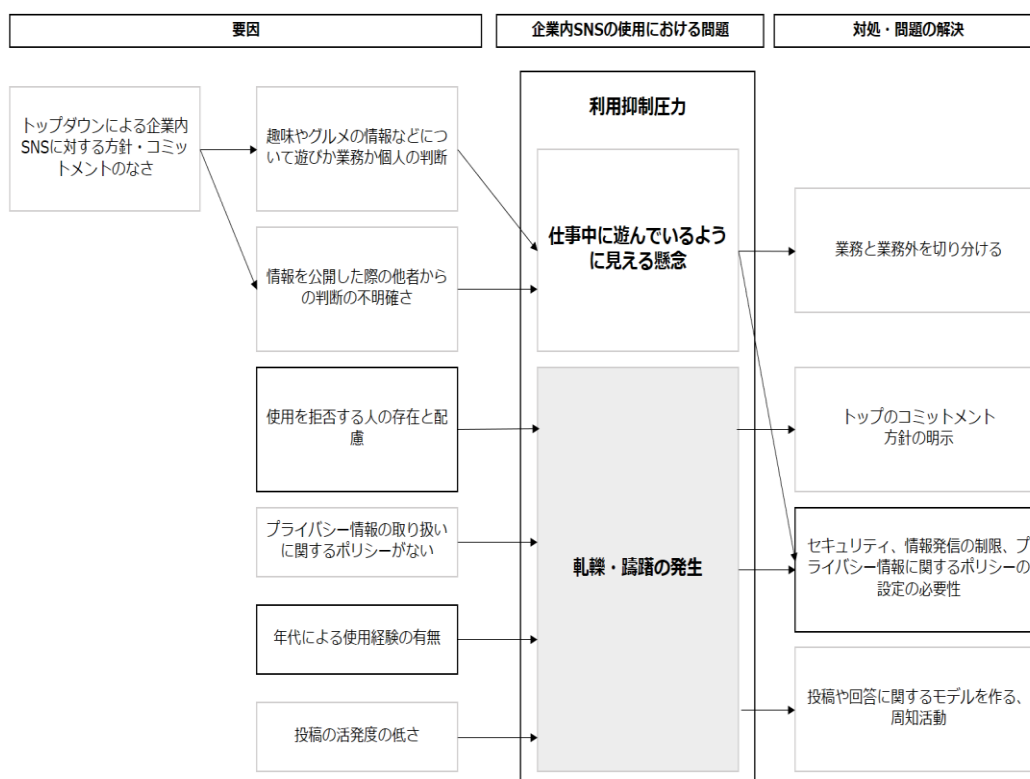 要因
企業内SNSの使用における問題
対処・問題の解決
トップダウンによる企業内
SNSに対する方針・コミッ
トメントのなさ
趣味やグルメの情報などにつ
いて遊びか業務か個人の判断
情報を公開した際の他者から
の判断の不明確さ
使用を拒否する人の存在と配
慮
プライバシー情報の取り扱い
に関するポリシーがない
年代による使用経験の有無
投稿の活発度の低さ
利用抑制圧力
仕事中に遊んでいるよう
に見える懸念
軋轢・躊躇の発生
業務と業務外を切り分ける
トップのコミットメント
方針の明示
セキュリティ、情報発信の制限、プ
ライバシー情報に関するポリシーの
設定の必要性
投稿や回答に関するモデルを作る、
周知活動